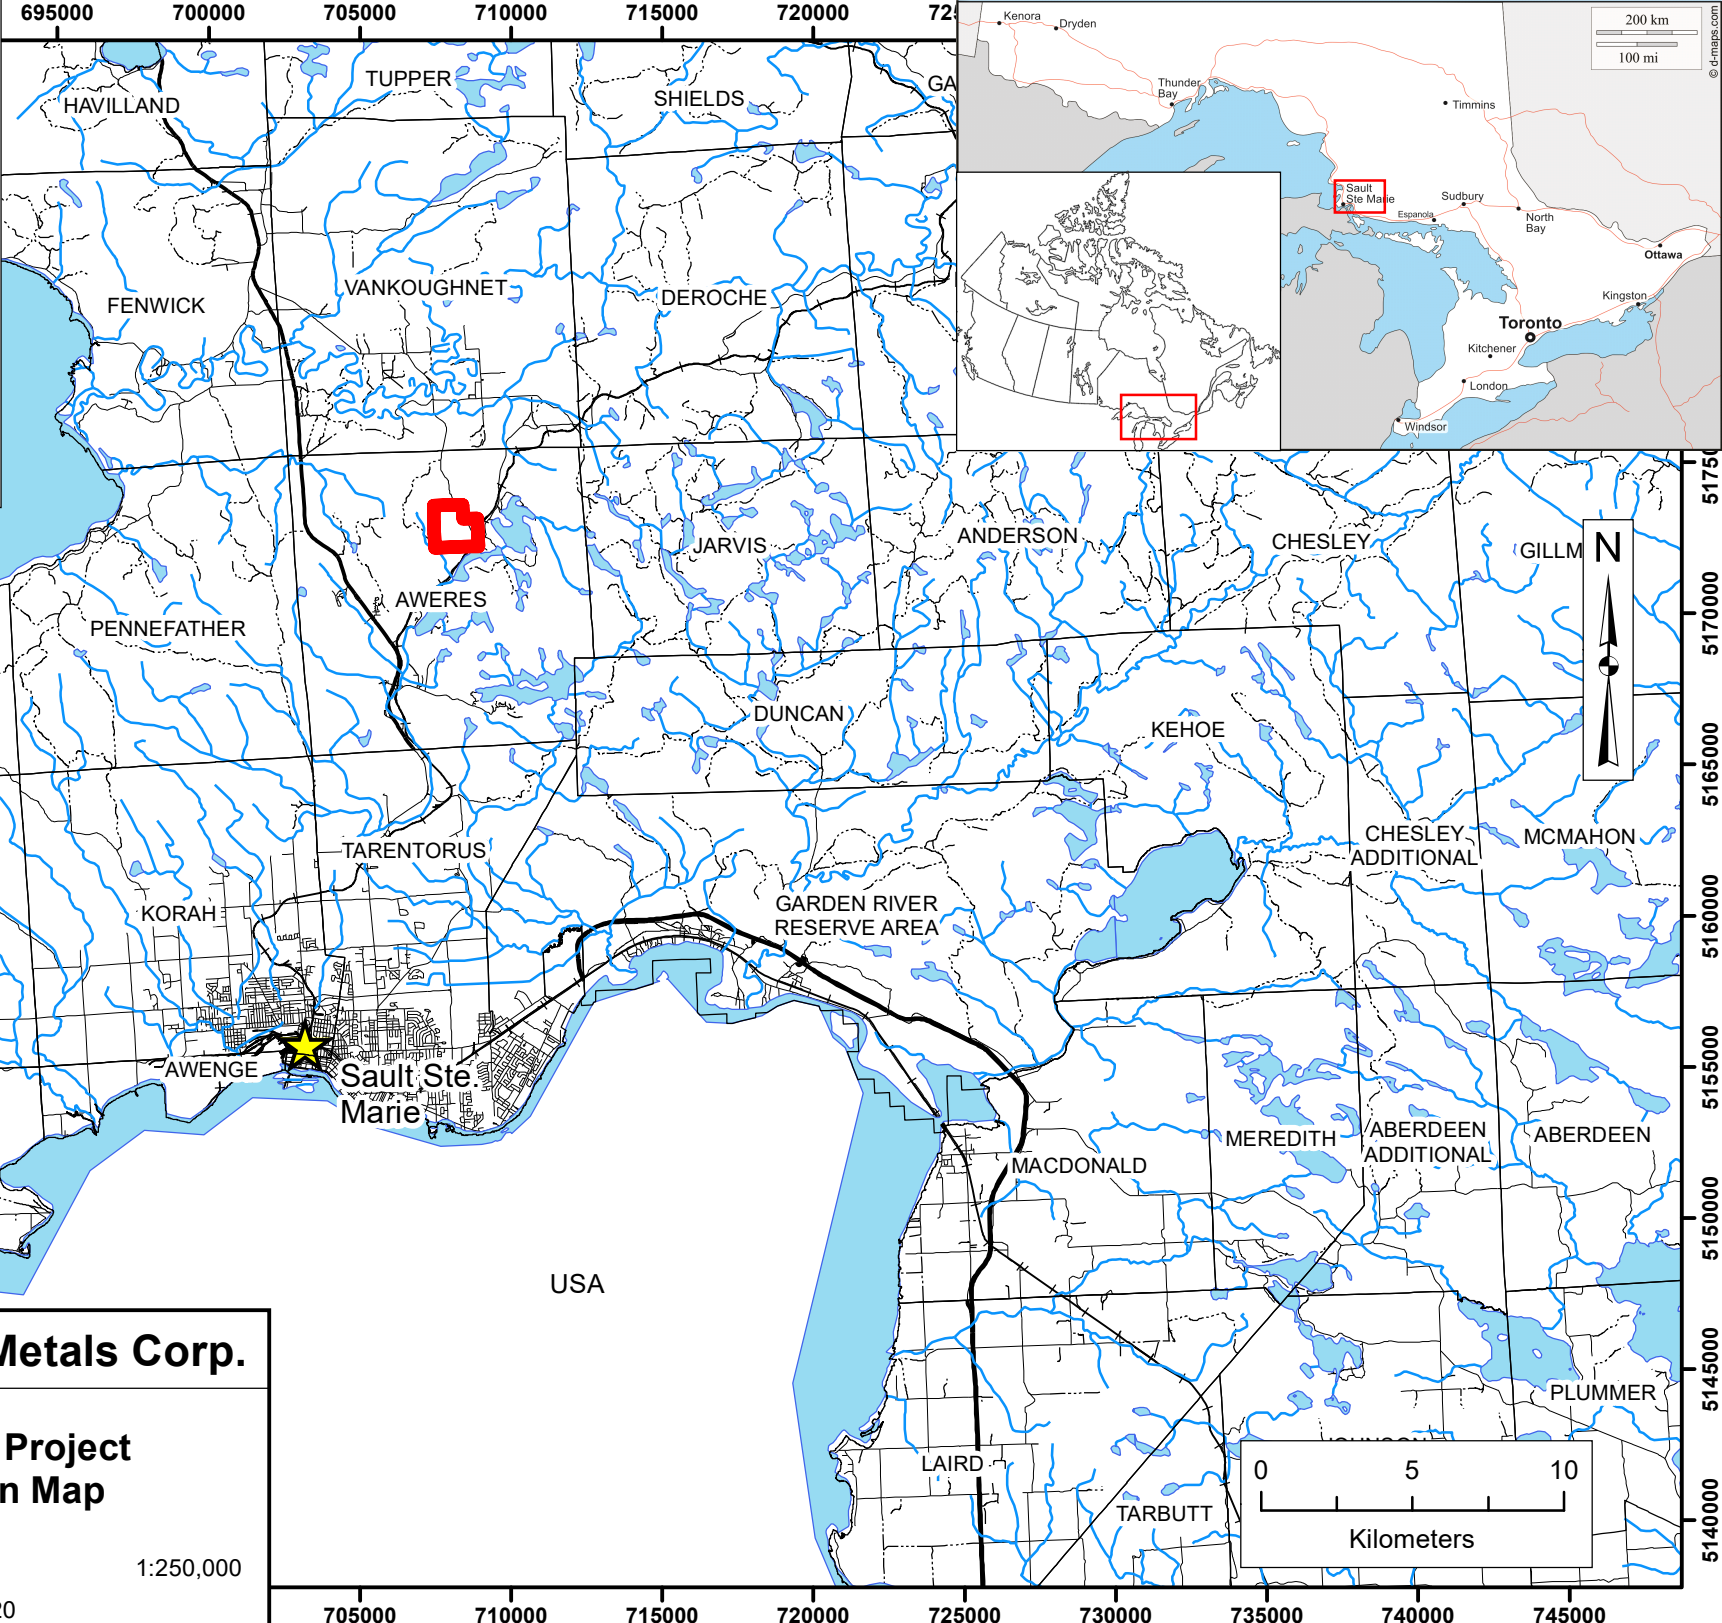 695000 700000 705000 710000 715000 720000
Kenora
Dryden
Thunder
Bay
Timmins
200 km
100 mi
© d-maps.com
Sault
Ste Marie
Sudbury
Espanola
North
Bay
Ottawa
Kingston
Toronto
Kitchener
London
Windsor
HAVILLAND
TUPPER
SHIELDS
FENWICK
VANKOUGHNET
DEROCHE
JARVIS
ANDERSON
CHESLEY
GILLM
N
AWERES
PENNEFATHER
5170000
DUNCAN
KEHOE
5165000
TARENTORUS
CHESLEY
ADDITIONAL
MCMAHON
KORAH
GARDEN RIVER
RESERVE AREA
5160000
AWENGE
Sault Ste.
Marie
5155000
MEREDITH
ABERDEEN
ADDITIONAL
ABERDEEN
MACDONALD
5150000
USA
Metals Corp.
5145000
PLUMMER
Project
n Map
LAIRD
TARBUTT
0 5 10
Kilometers
5140000
1:250,000
20
705000 710000 715000 720000 725000 730000 735000 740000 745000